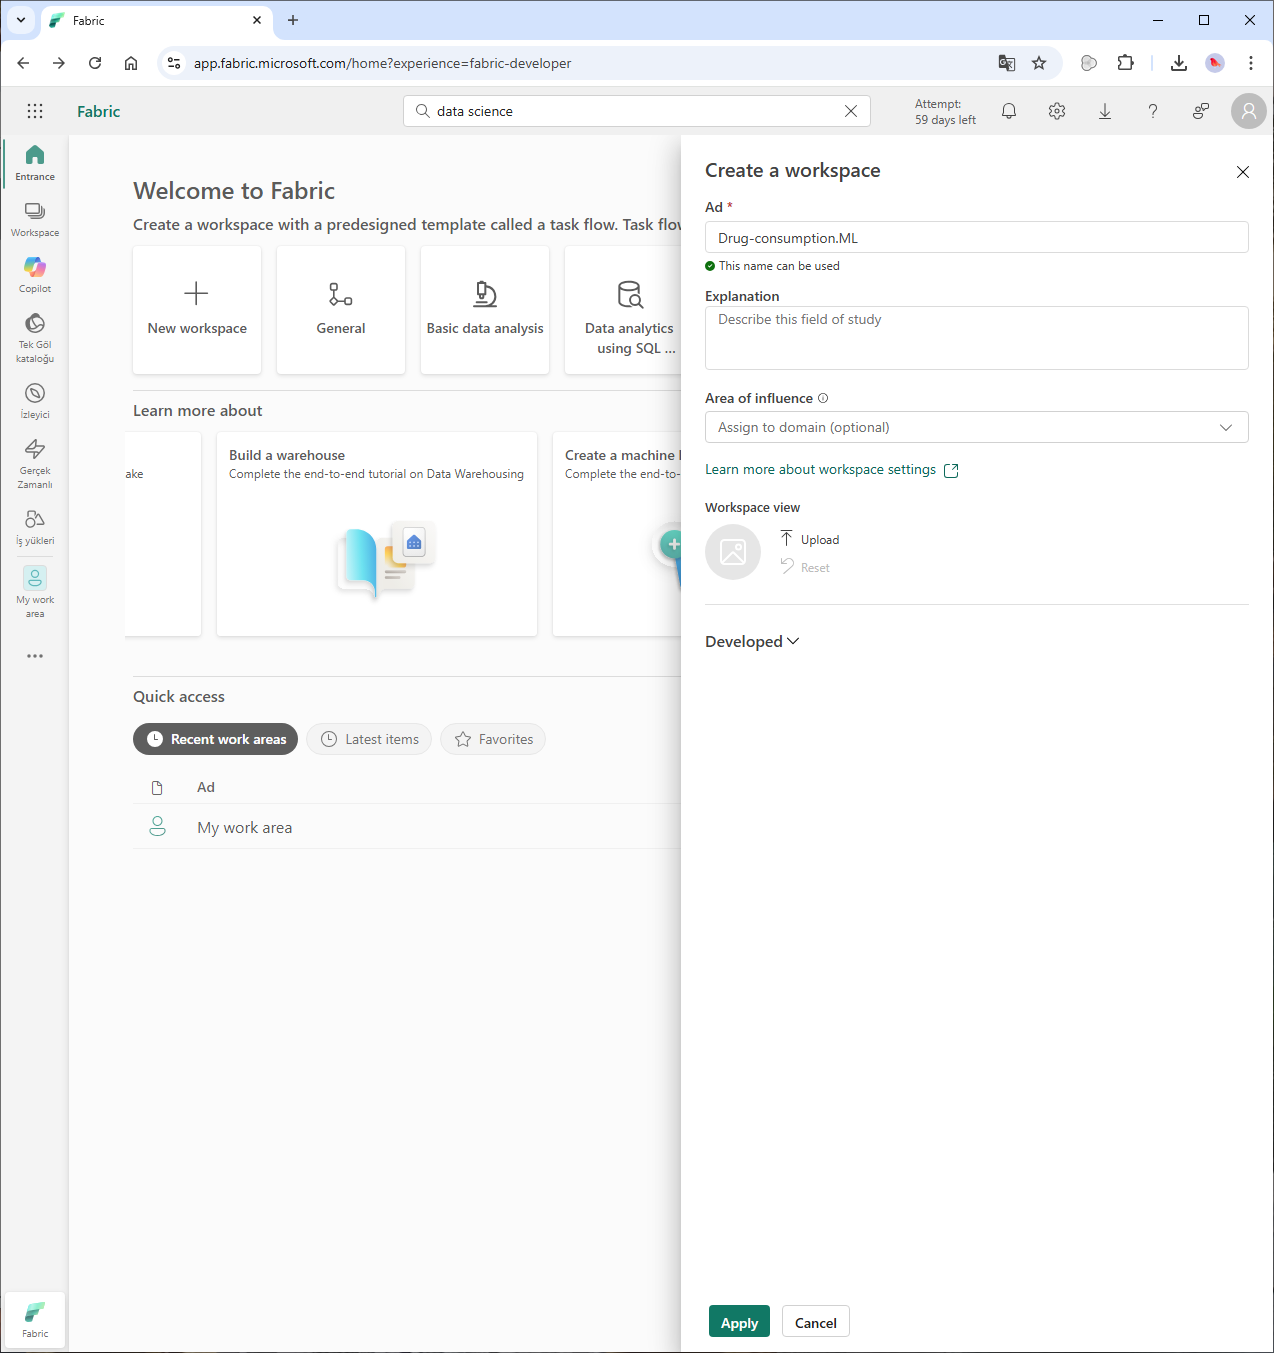 Fabric
app.fabric.microsoft.com/home?experience=fabric-developer
Fabric
data science
Attempt:
59 days left
Entrance
Workspace
Copilot
Tek Göl
kataloğu
İzleyici
Gerçek
Zamanlı
İş yükleri
My work
area
Fabric
Welcome to Fabric
Create a workspace with a predesigned template called a task flow. Task flow
New workspace
General
Basic data analysis
Data analytics
using SQL ...
Learn more about
ake
Build a warehouse
Complete the end-to-end tutorial on Data Warehousing
Create a machine l
Complete the end-to-
Quick access
Recent work areas
Latest items
Favorites
Ad
My work area
Create a workspace
Ad *
Drug-consumption.ML
This name can be used
Explanation
Describe this field of study
Area of influence
Assign to domain (optional)
Learn more about workspace settings
Workspace view
Upload
Reset
Developed
Apply
Cancel